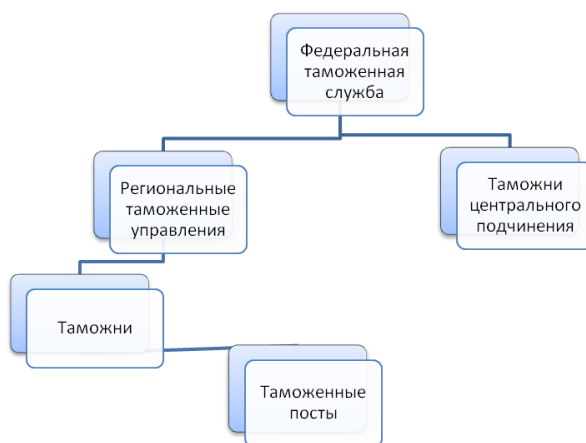 Федеральная
таможенная
служба
Региональные
таможенные
управления
Таможни
центрального
подчинения
Таможни
Таможенные
посты